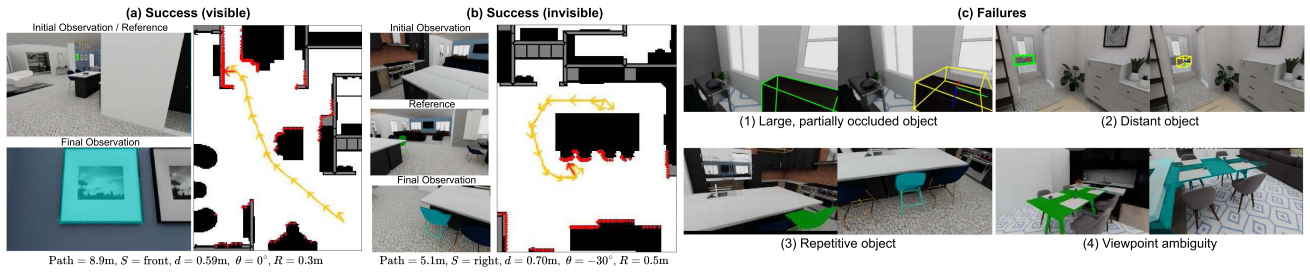 (a) Success (visible)
Initial Observation / Reference
Final Observation
Path = 8.9m, S = front, d = 0.59m, θ = 0°, R = 0.3m
(b) Success (invisible)
Initial Observation
Reference
Final Observation
Path = 5.1m, S = right, d = 0.70m, θ = −30°, R = 0.5m
(c) Failures
(1) Large, partially occluded object
(2) Distant object
(3) Repetitive object
(4) Viewpoint ambiguity